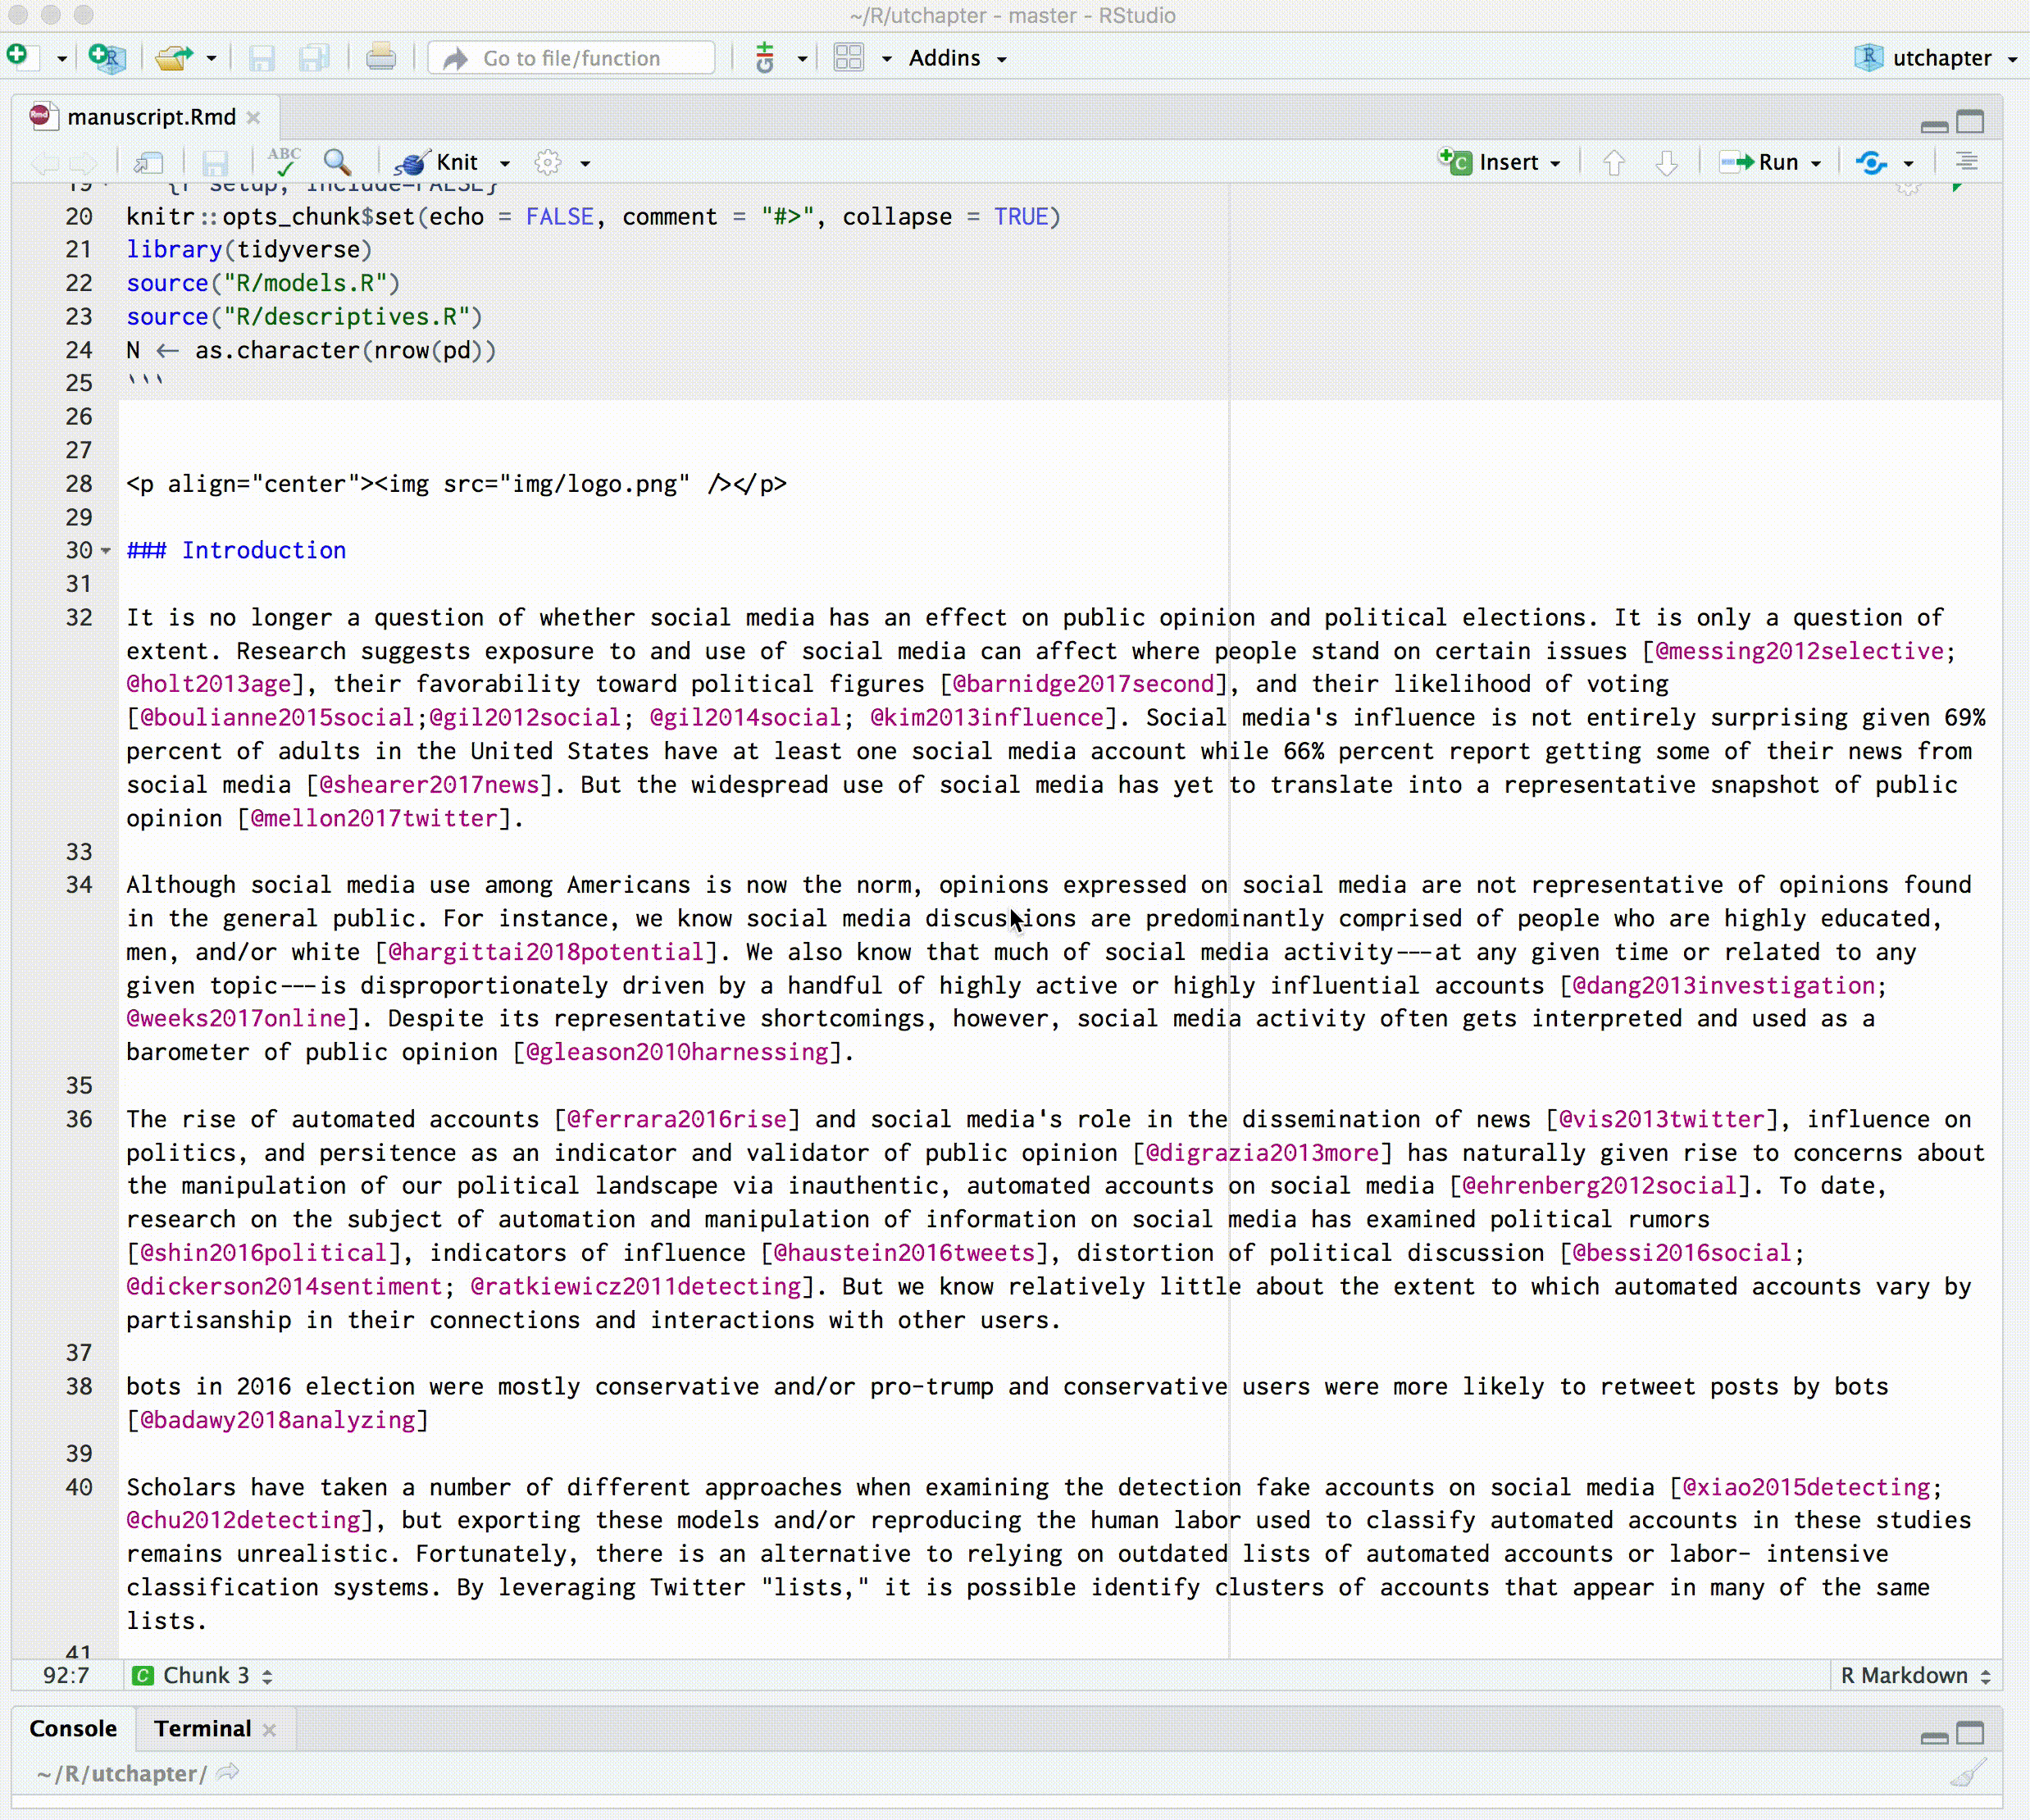 ~/R/utchapter - master - RStudio
Go to file/function
Addins
utchapter
manuscript.Rmd
ABC
Knit
Insert
Run
19 ```{r setup, include=FALSE}
20 knitr::opts_chunk$set(echo = FALSE, comment = "#>", collapse = TRUE)
21 library(tidyverse)
22 source("R/models.R")
23 source("R/descriptives.R")
24 N <- as.character(nrow(pd))
25 ```
26
27
28 <p align="center"><img src="img/logo.png" /></p>
29
30 ### Introduction
31
32 It is no longer a question of whether social media has an effect on public opinion and political elections. It is only a question of
extent. Research suggests exposure to and use of social media can affect where people stand on certain issues [@messing2012selective;
@holt2013age], their favorability toward political figures [@barnidge2017second], and their likelihood of voting
[@boulianne2015social;@gil2012social; @gil2014social; @kim2013influence]. Social media's influence is not entirely surprising given 69%
percent of adults in the United States have at least one social media account while 66% percent report getting some of their news from
social media [@shearer2017news]. But the widespread use of social media has yet to translate into a representative snapshot of public
opinion [@mellon2017twitter].
33
34 Although social media use among Americans is now the norm, opinions expressed on social media are not representative of opinions found
in the general public. For instance, we know social media discussions are predominantly comprised of people who are highly educated,
men, and/or white [@hargittai2018potential]. We also know that much of social media activity---at any given time or related to any
given topic---is disproportionately driven by a handful of highly active or highly influential accounts [@dang2013investigation;
@weeks2017online]. Despite its representative shortcomings, however, social media activity often gets interpreted and used as a
barometer of public opinion [@gleason2010harnessing].
35
36 The rise of automated accounts [@ferrara2016rise] and social media's role in the dissemination of news [@vis2013twitter], influence on
politics, and persitence as an indicator and validator of public opinion [@digrazia2013more] has naturally given rise to concerns about
the manipulation of our political landscape via inauthentic, automated accounts on social media [@ehrenberg2012social]. To date,
research on the subject of automation and manipulation of information on social media has examined political rumors
[@shin2016political], indicators of influence [@haustein2016tweets], distortion of political discussion [@bessi2016social;
@dickerson2014sentiment; @ratkiewicz2011detecting]. But we know relatively little about the extent to which automated accounts vary by
partisanship in their connections and interactions with other users.
37
38 bots in 2016 election were mostly conservative and/or pro-trump and conservative users were more likely to retweet posts by bots
[@badawy2018analyzing]
39
40 Scholars have taken a number of different approaches when examining the detection fake accounts on social media [@xiao2015detecting;
@chu2012detecting], but exporting these models and/or reproducing the human labor used to classify automated accounts in these studies
remains unrealistic. Fortunately, there is an alternative to relying on outdated lists of automated accounts or labor- intensive
classification systems. By leveraging Twitter "lists," it is possible identify clusters of accounts that appear in many of the same
lists.
41
92:7 Chunk 3 R Markdown
Console Terminal
~/R/utchapter/